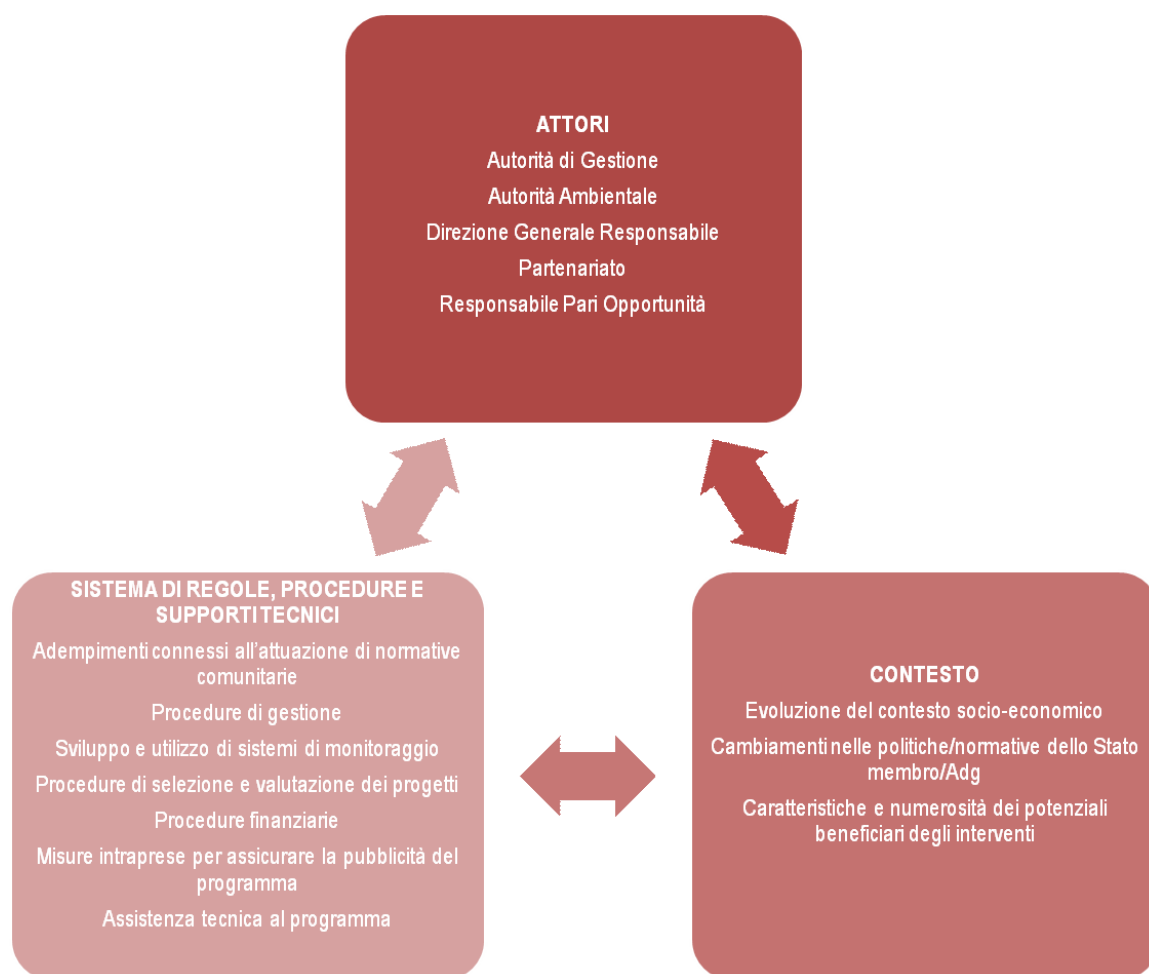 ATTORI
Autorità di Gestione
Autorità Ambientale
Direzione Generale Responsabile
Partenariato
Responsabile Pari Opportunità
SISTEMA DI REGOLE, PROCEDURE E
SUPPORTI TECNICI
Adempimenti connessi all'attuazione di normative
comunitarie
Procedure di gestione
Sviluppo e utilizzo di sistemi di monitoraggio
Procedure di selezione e valutazione dei progetti
Procedure finanziarie
Misure intraprese per assicurare la pubblicità del
programma
Assistenza tecnica al programma
CONTESTO
Evoluzione del contesto socio-economico
Cambiamenti nelle politiche/normative dello Stato
membro/Adg
Caratteristiche e numerosità dei potenziali
beneficiari degli interventi